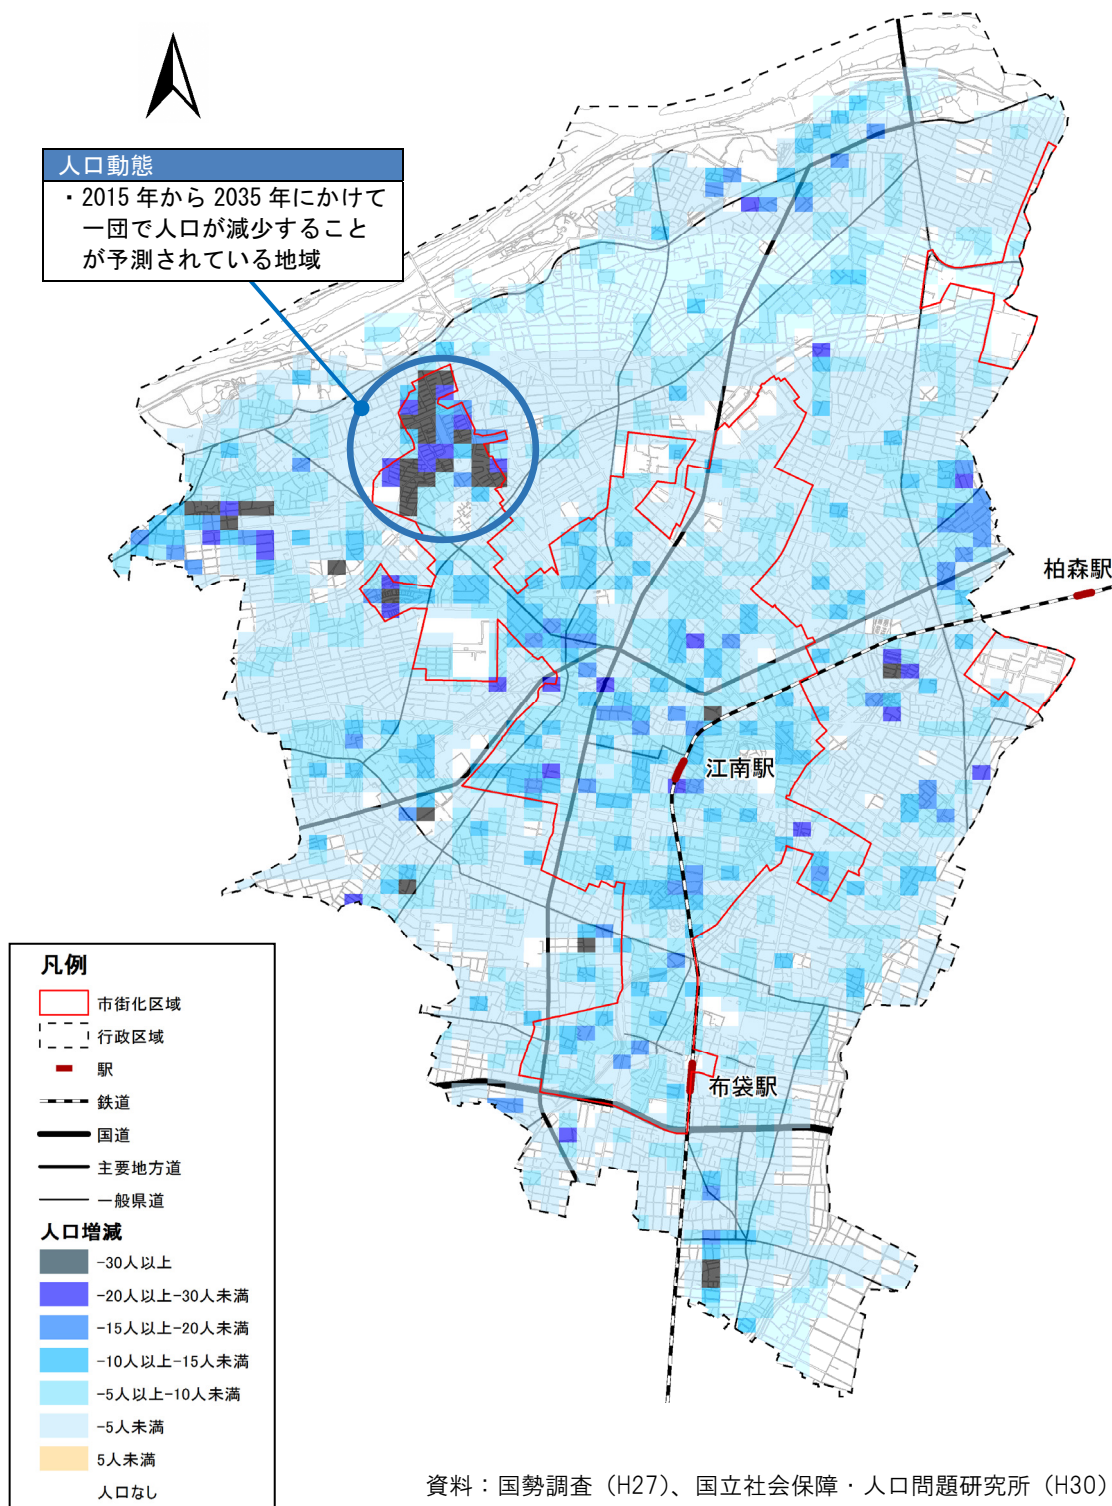 人口動態
・2015年から2035年にかけて
一団で人口が減少すること
が予測されている地域
柏森駅
江南駅
布袋駅
凡例
市街化区域
行政区域
駅
鉄道
国道
主要地方道
一般県道
人口増減
-30人以上
-20人以上-30人未満
-15人以上-20人未満
-10人以上-15人未満
-5人以上-10人未満
-5人未満
5人未満
人口なし
資料：国勢調査（H27）、国立社会保障・人口問題研究所（H30）